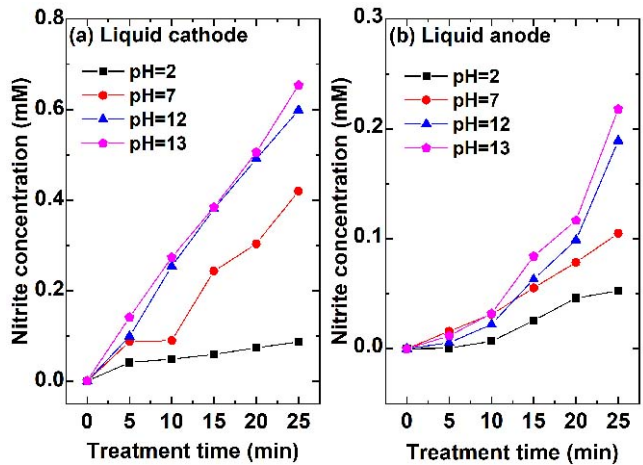 (a) Liquid cathode
pH=2
pH=7
pH=12
pH=13
Nitrite concentration (mM)
0.8
0.6
0.4
0.2
0.0
0 5 10 15 20 25
Treatment time (min)
(b) Liquid anode
pH=2
pH=7
pH=12
pH=13
Nitrite concentration (mM)
0.3
0.2
0.1
0.0
0 5 10 15 20 25
Treatment time (min)